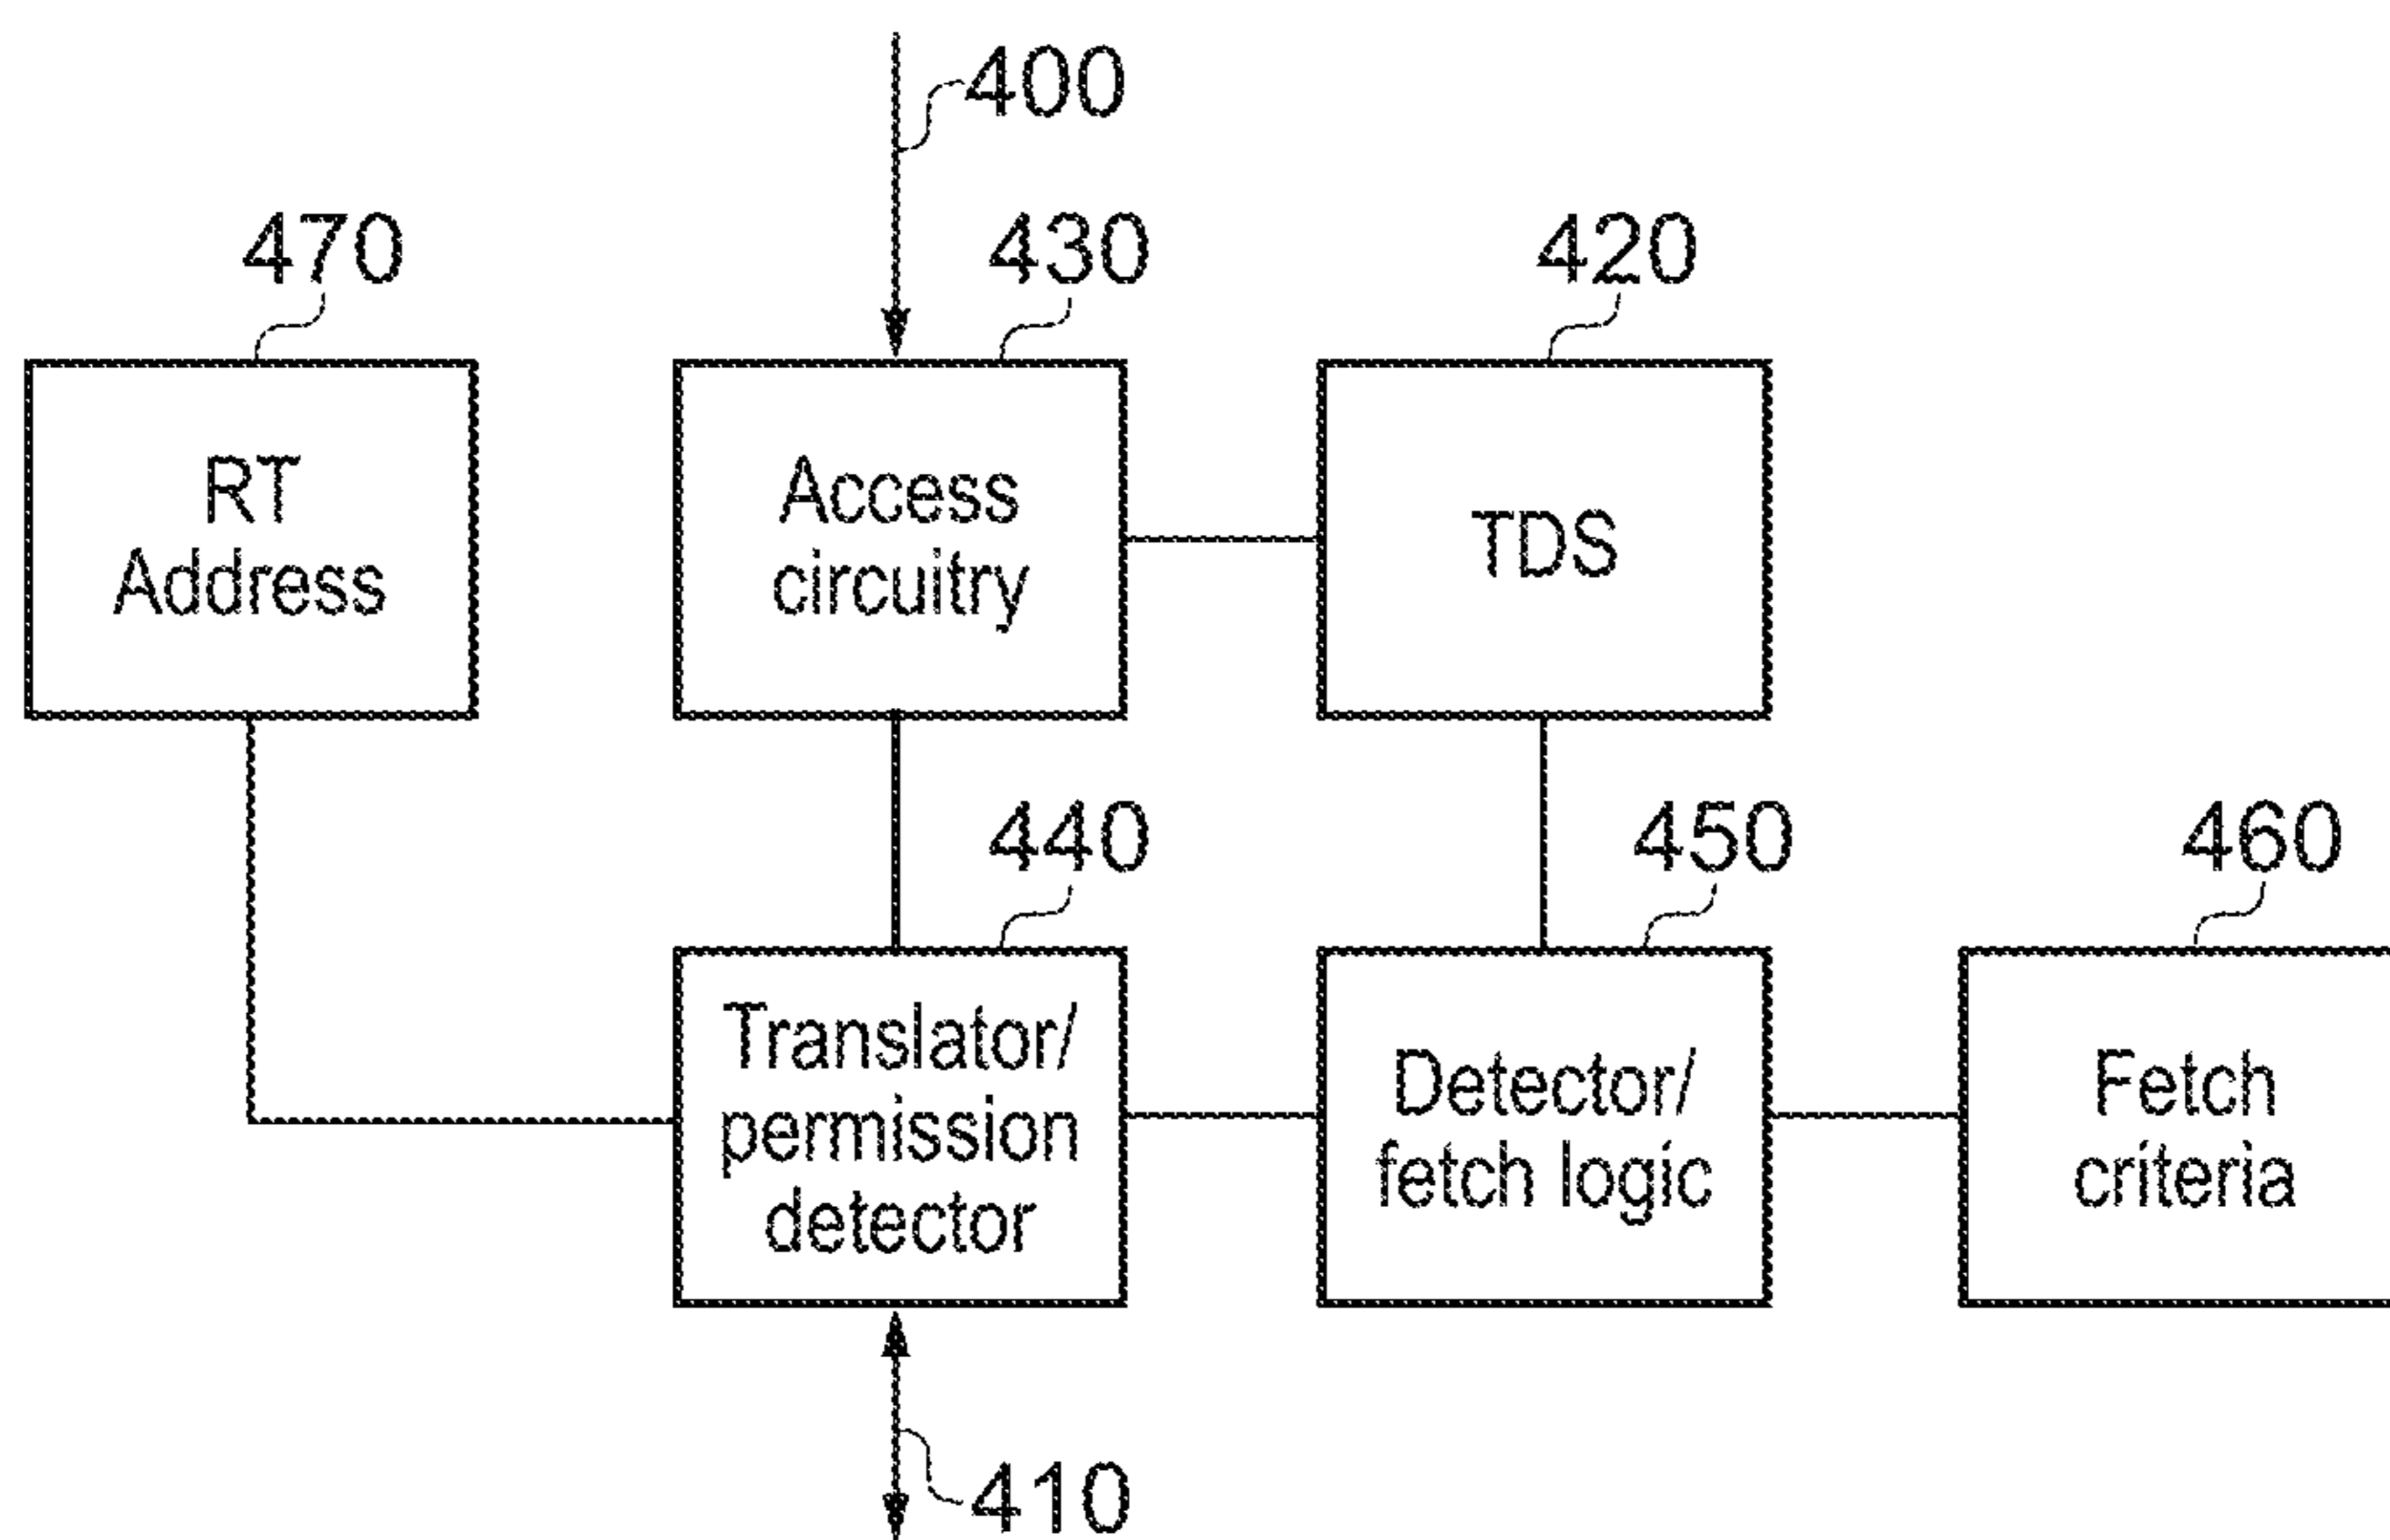 400
470
430
420
RT
Address
Access
circuitry
TDS
440
450
460
Translator/
permission
detector
Detector/
fetch logic
Fetch
criteria
410